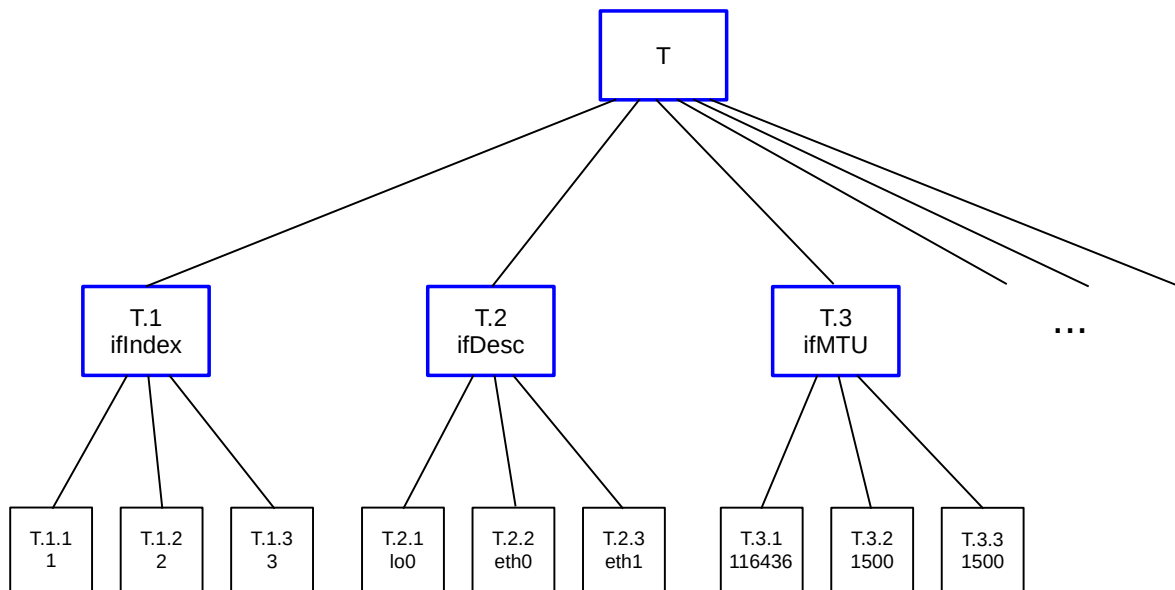 T
T.1
ifIndex
T.2
ifDesc
T.3
ifMTU
...
T.1.1
1
T.1.2
2
T.1.3
3
T.2.1
lo0
T.2.2
eth0
T.2.3
eth1
T.3.1
116436
T.3.2
1500
T.3.3
1500